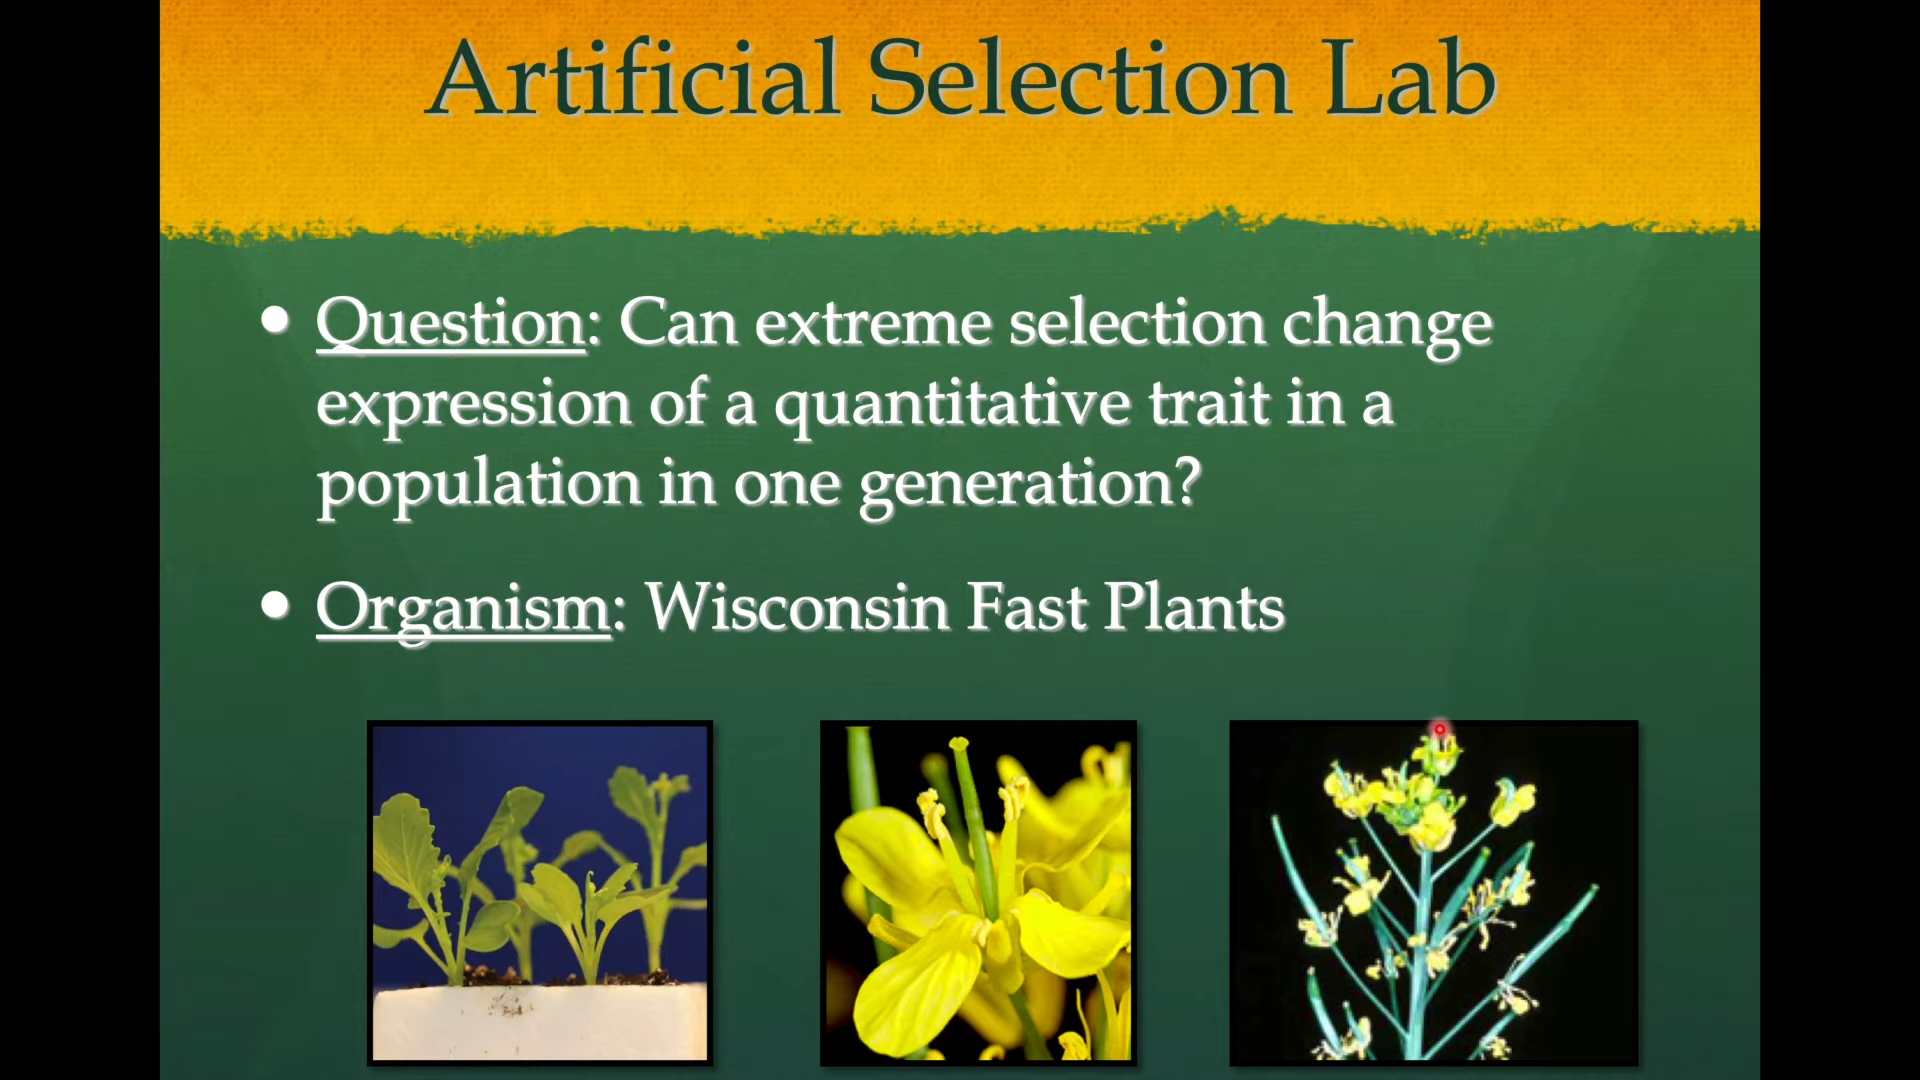 Artificial Selection Lab
• Question: Can extreme selection change
expression of a quantitative trait in a
population in one generation?
• Organism: Wisconsin Fast Plants